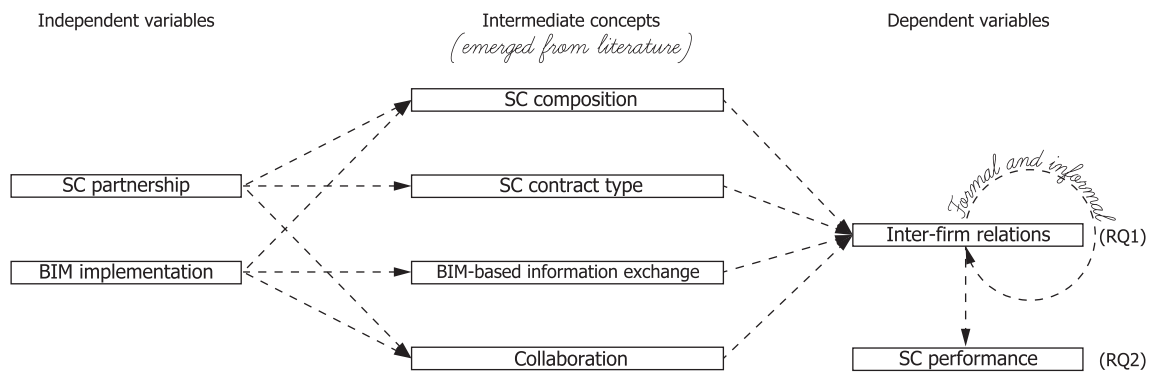 Independent variables
Intermediate concepts
(emerged from literature)
Dependent variables
SC composition
SC partnership
SC contract type
Formal and informal
Inter-firm relations
(RQ1)
BIM implementation
BIM-based information exchange
Collaboration
SC performance
(RQ2)